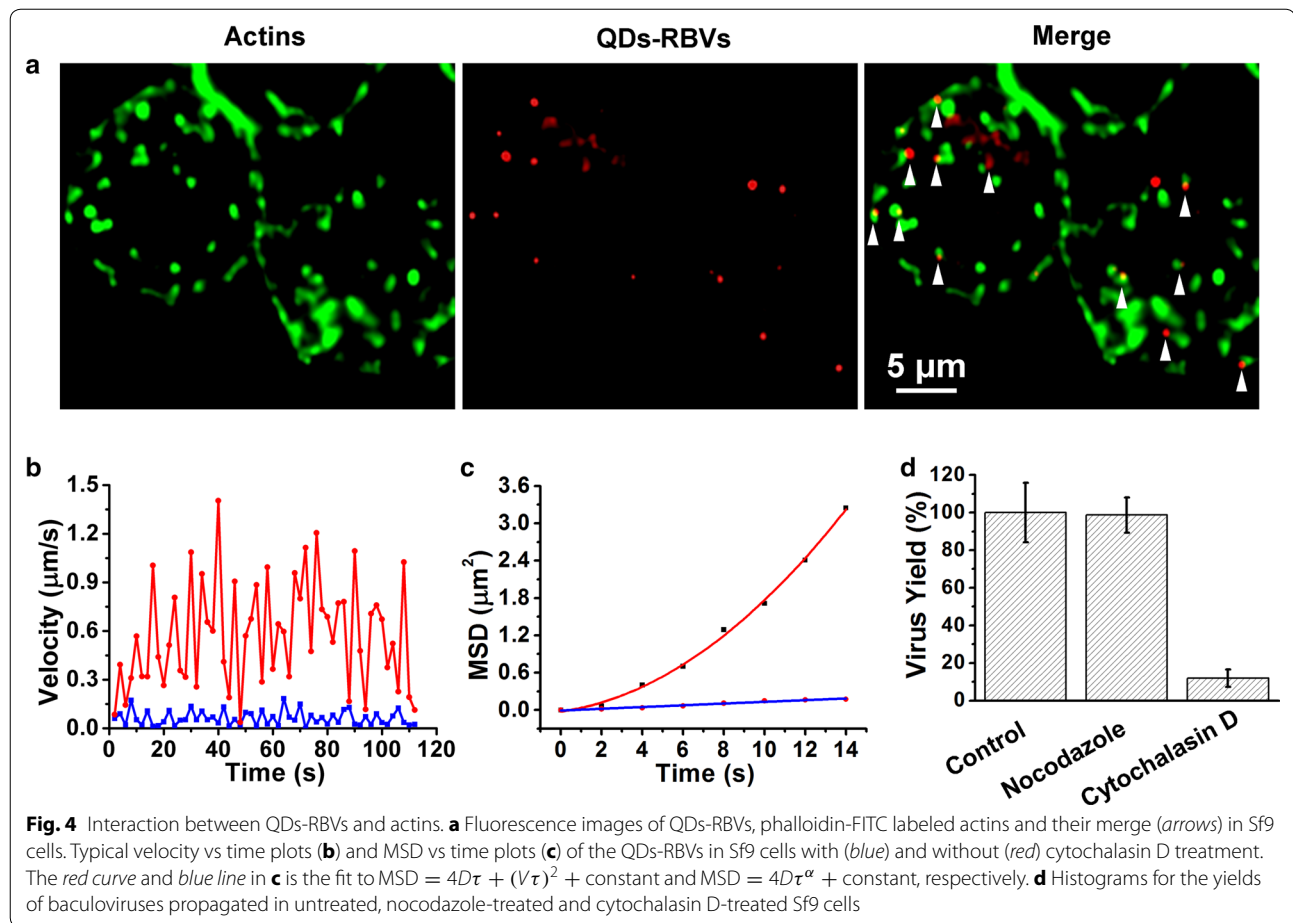 Actins
QDs-RBVs
Merge
a
5 µm
b
1.5
1.2
0.9
0.6
0.3
0.0
Velocity (µm/s)
0 20 40 60 80 100 120
Time (s)
c
3.6
3.0
2.4
1.8
1.2
0.6
0.0
MSD (µm²)
0 2 4 6 8 10 12 14
Time (s)
d
120
100
80
60
40
20
0
Virus Yield (%)
Control
Nocodazole
Cytochalasin D
Fig. 4 Interaction between QDs-RBVs and actins. a Fluorescence images of QDs-RBVs, phalloidin-FITC labeled actins and their merge (arrows) in Sf9
cells. Typical velocity vs time plots (b) and MSD vs time plots (c) of the QDs-RBVs in Sf9 cells with (blue) and without (red) cytochalasin D treatment.
The red curve and blue line in c is the fit to MSD = 4Dτ + (Vτ)² + constant and MSD = 4Dτᵅ + constant, respectively. d Histograms for the yields
of baculoviruses propagated in untreated, nocodazole-treated and cytochalasin D-treated Sf9 cells